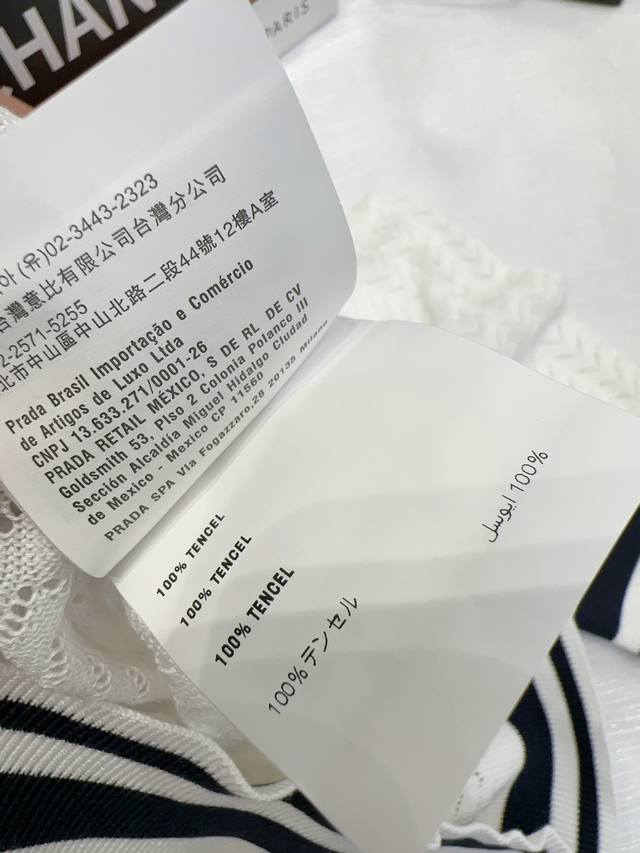 HAN
PARIS
(유)02-3443-2323
台灣意比有限公司台灣分公司
2-2571-5255
北市中山區中山北路二段44號12樓A室
Prada Brasil Importação e Comércio
de Artigos de Luxo Ltda
CNPJ 13.633.271/0001-26
PRADA RETAIL MÉXICO, S DE RL DE CV
Goldsmith 53, Piso 2 Colonia Polanco III
Sección Alcaldía Miguel Hidalgo Ciudad
de Mexico - Mexico CP 11560
PRADA SPA Via Fogazzaro,28 20135 Milano
100% TENCEL
100% TENCEL
100% TENCEL
100%テンセル
100% ايوسل